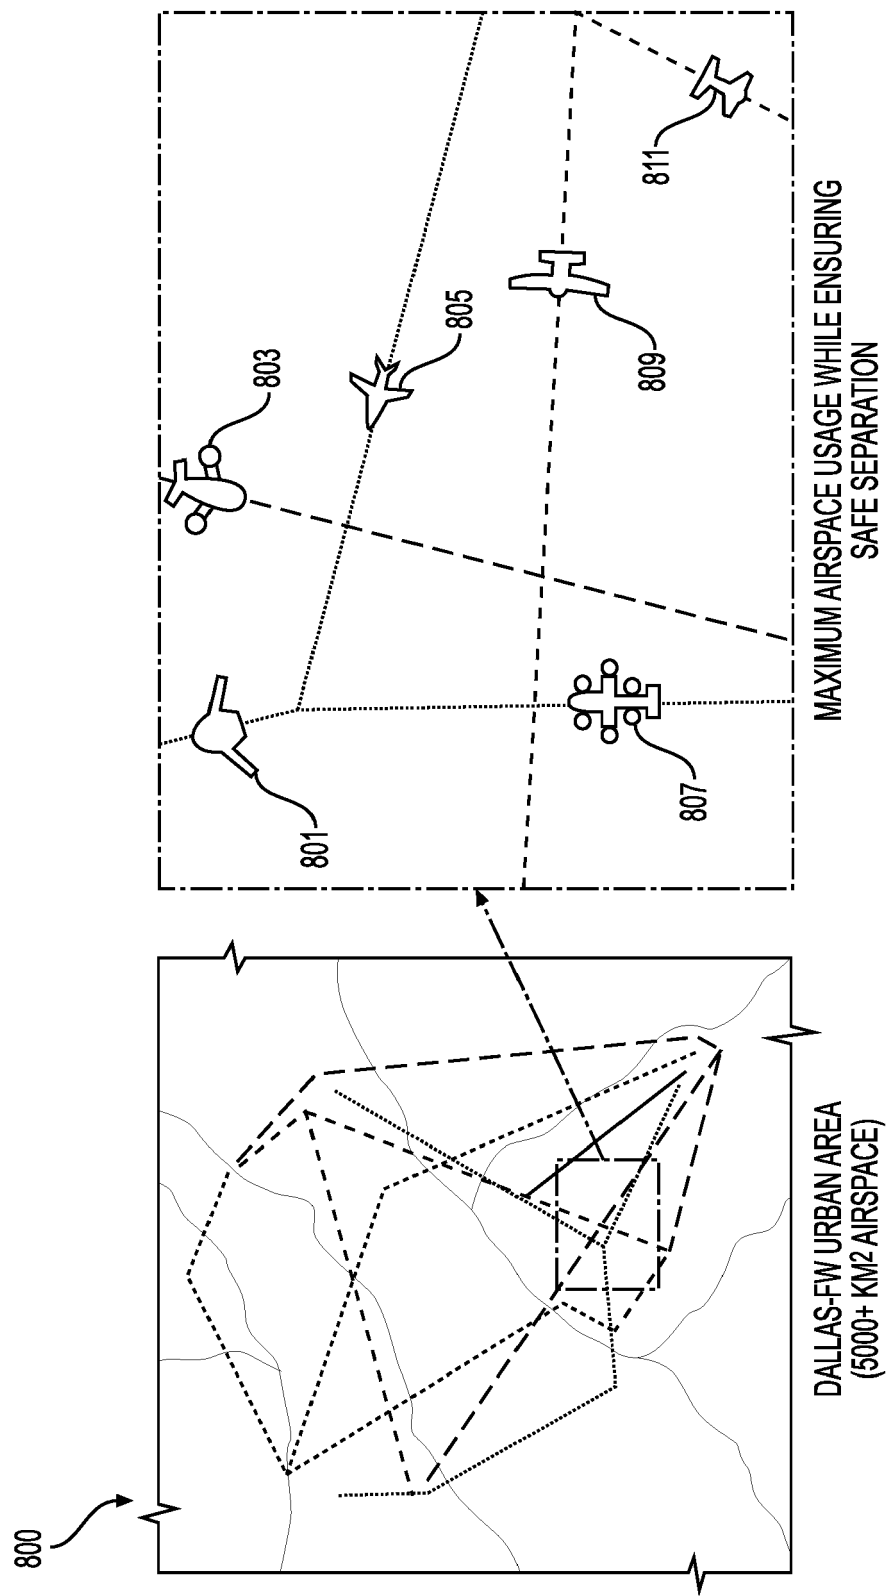 800
DALLAS-FW URBAN AREA
(5000+ KM² AIRSPACE)
801
803
805
807
809
811
MAXIMUM AIRSPACE USAGE WHILE ENSURING
SAFE SEPARATION